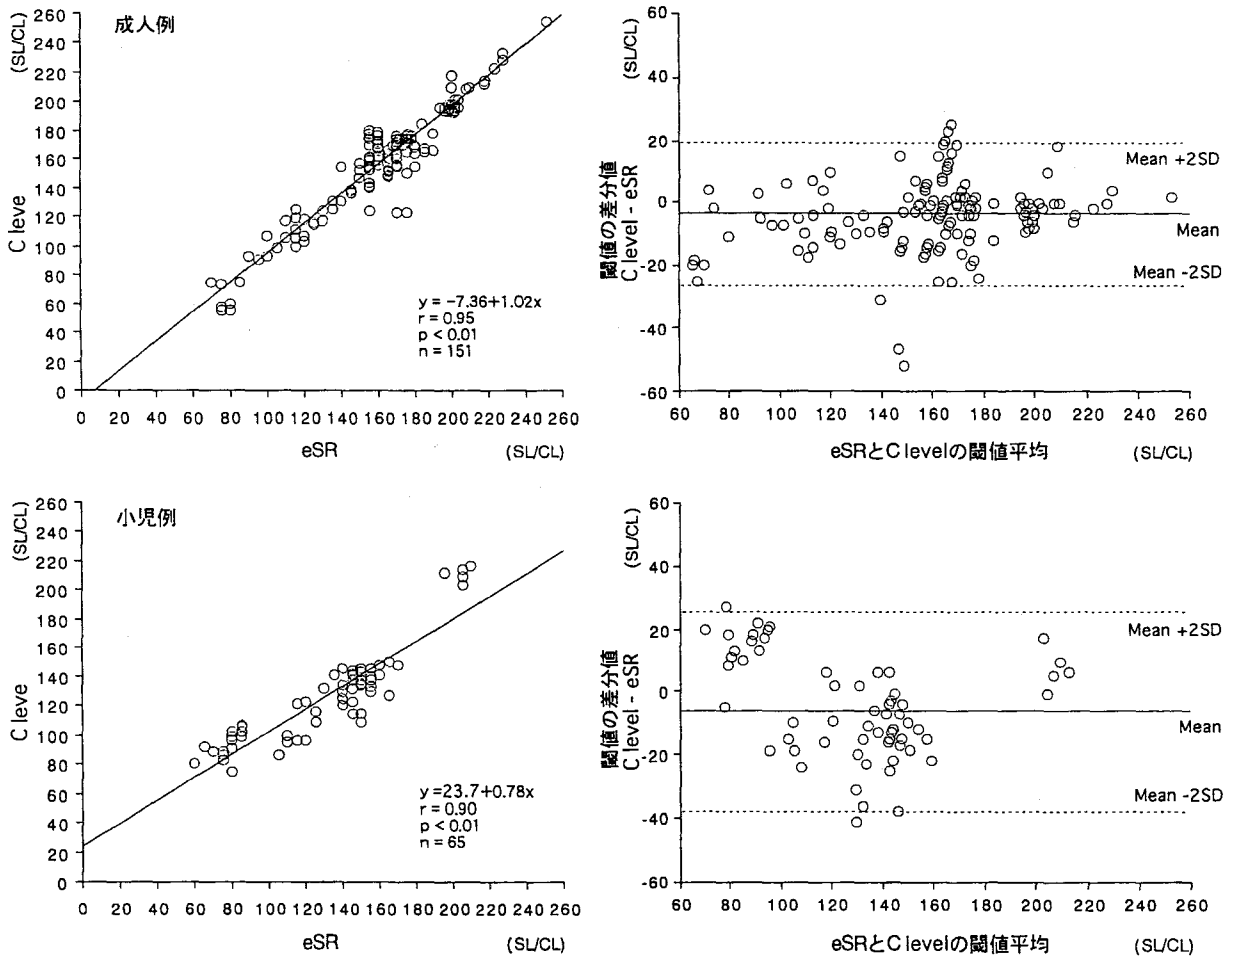 成人例
(SL/CL)
C leve
260
240
220
200
180
160
140
120
100
80
60
40
20
0
y = −7.36+1.02x
r = 0.95
p < 0.01
n = 151
0 20 40 60 80 100 120 140 160 180 200 220 240 260
eSR (SL/CL)
(SL/CL)
閾値の差分値
C level - eSR
60
40
20
0
-20
-40
-60
Mean +2SD
Mean
Mean -2SD
60 80 100 120 140 160 180 200 220 240 260
eSRとC levelの閾値平均 (SL/CL)
小児例
(SL/CL)
C leve
260
240
220
200
180
160
140
120
100
80
60
40
20
0
y =23.7+0.78x
r = 0.90
p < 0.01
n = 65
0 20 40 60 80 100 120 140 160 180 200 220 240 260
eSR (SL/CL)
(SL/CL)
閾値の差分値
C level - eSR
60
40
20
0
-20
-40
-60
Mean +2SD
Mean
Mean -2SD
60 80 100 120 140 160 180 200 220 240 260
eSRとC levelの閾値平均 (SL/CL)